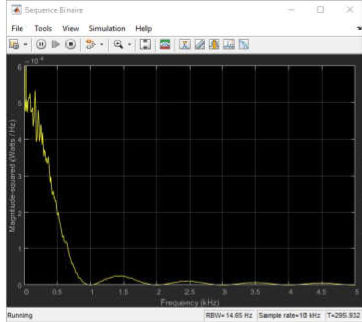 Sequence Binaire
File Tools View Simulation Help
×10
6
5
4
3
2
1
0
Magnitude-squared (Watts / Hz)
0 0.5 1 1.5 2 2.5 3 3.5 4 4.5 5
Frequency (kHz)
Running RBW=14.65 Hz Sample rate=10 kHz T=295.932